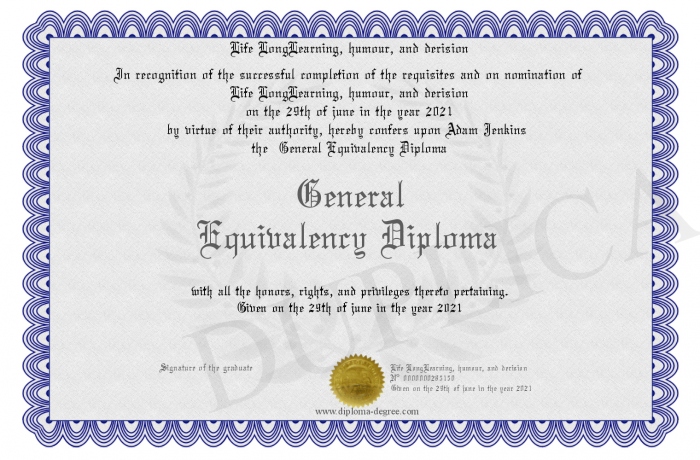 Life LongLearning, humour, and derision
In recognition of the successful completion of the requisites and on nomination of
Life LongLearning, humour, and derision
on the 29th of june in the year 2021
by virtue of their authority, hereby confers upon Adam Jenkins
the General Equivalency Diploma
General
Equivalency Diploma
with all the honors, rights, and privileges thereto pertaining.
Given on the 29th of june in the year 2021
DUPLICA
Signature of the graduate
Life LongLearning, humour, and derision
Given on the 29th of june in the year 2021
www.diploma-degree.com